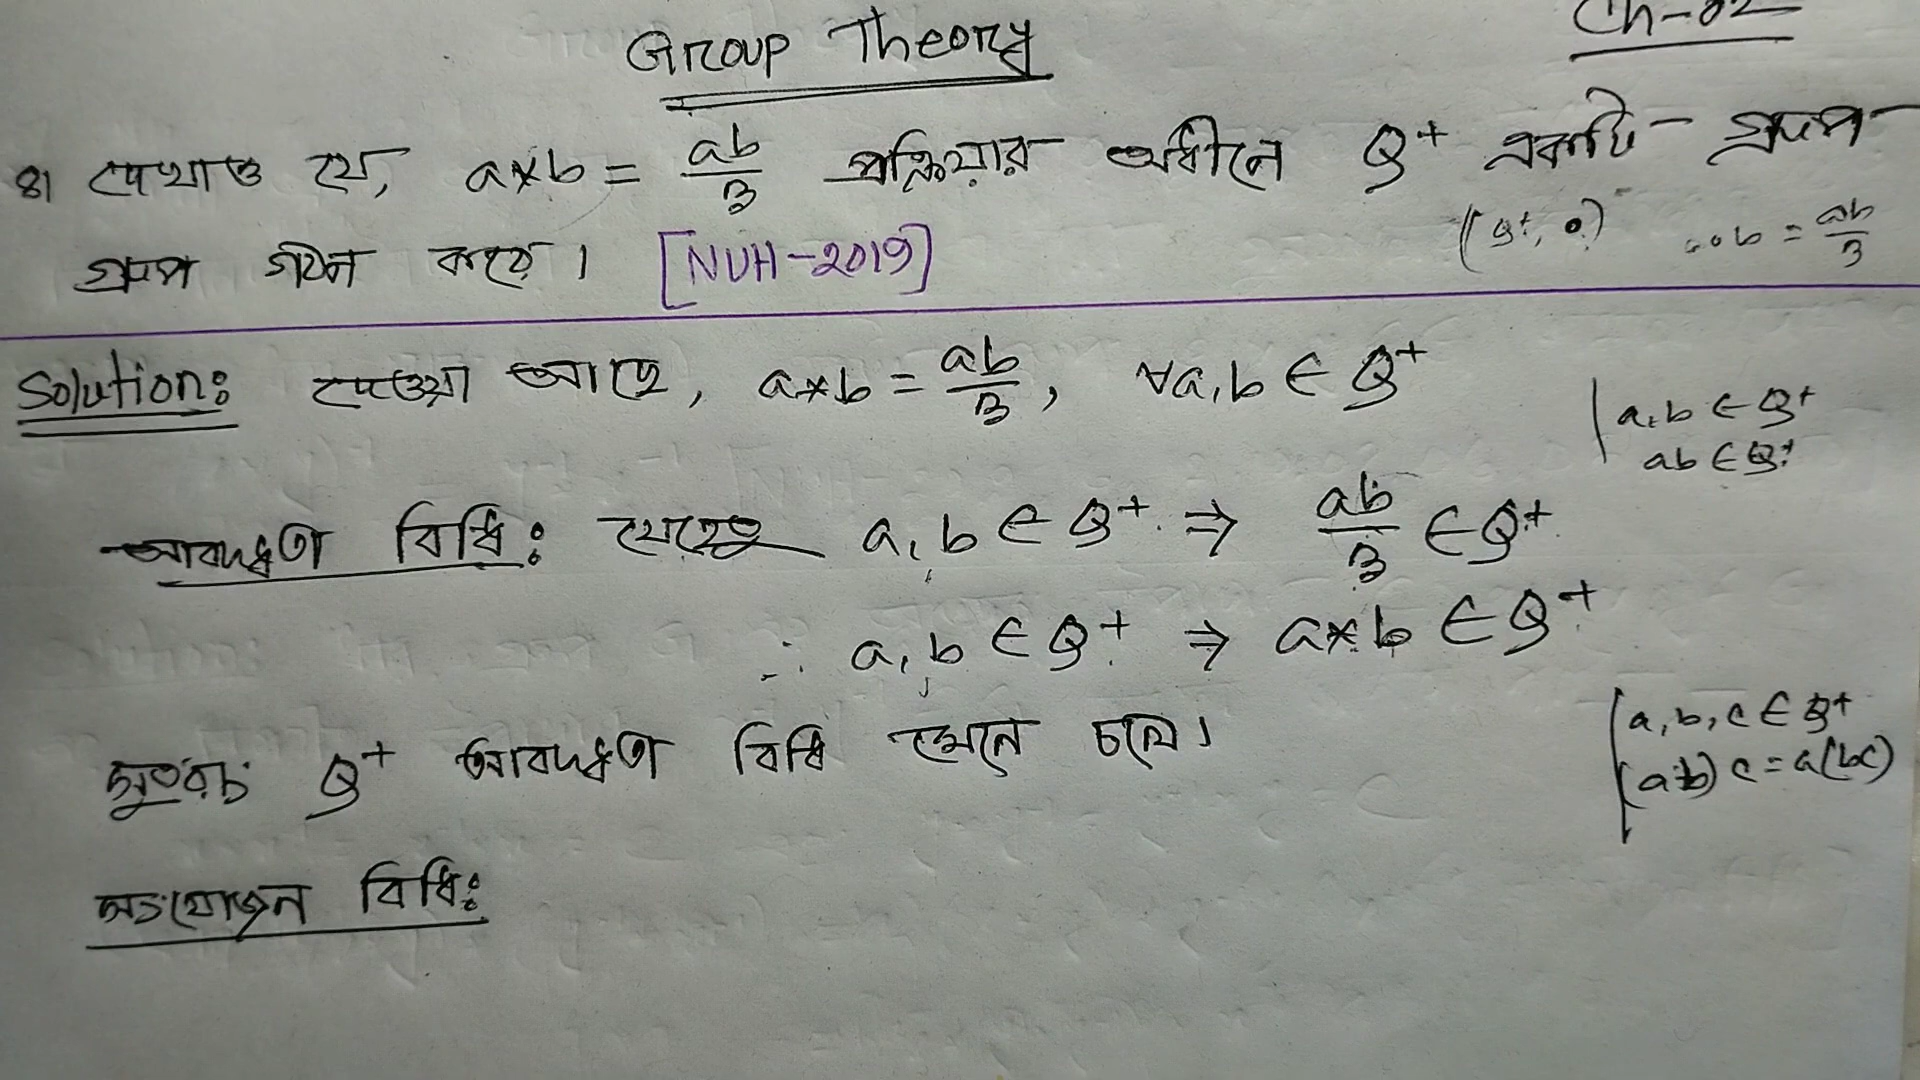 Group Theory
Ch-02
৪। দেখাও যে, a*b = ab/3 প্রক্রিয়ার অধীনে Q+ একটি গ্রুপ
(Q+, o) aob = ab/3
গ্রুপ গঠন করে। [NUH-2019]
Solution: দেওয়া আছে, a*b = ab/3, ∀a,b ∈ Q+
a,b ∈ Q+
ab ∈ Q+
আবদ্ধতা বিধি: যেহেতু a,b ∈ Q+ ⇒ ab/3 ∈ Q+
∴ a,b ∈ Q+ ⇒ a*b ∈ Q+
সুতরাং Q+ আবদ্ধতা বিধি মেনে চলে।
a,b,c ∈ Q+
(ab)c = a(bc)
সংযোজন বিধি: